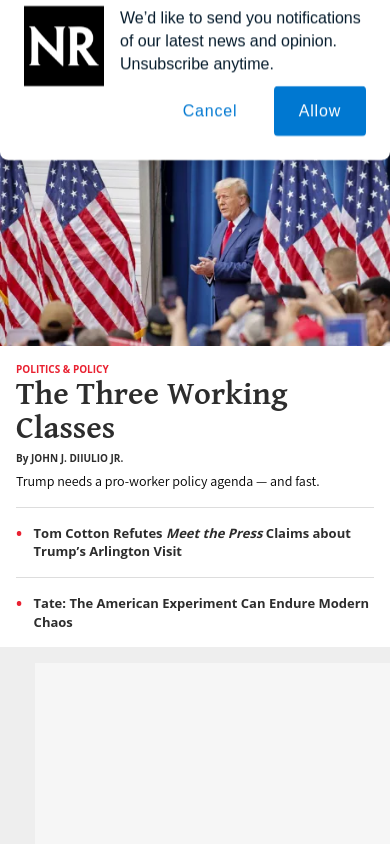 NR
We'd like to send you notifications
of our latest news and opinion.
Unsubscribe anytime.
Cancel
Allow
POLITICS & POLICY
The Three Working
Classes
By JOHN J. DIIULIO JR.
Trump needs a pro-worker policy agenda — and fast.
• Tom Cotton Refutes Meet the Press Claims about
Trump’s Arlington Visit
• Tate: The American Experiment Can Endure Modern
Chaos